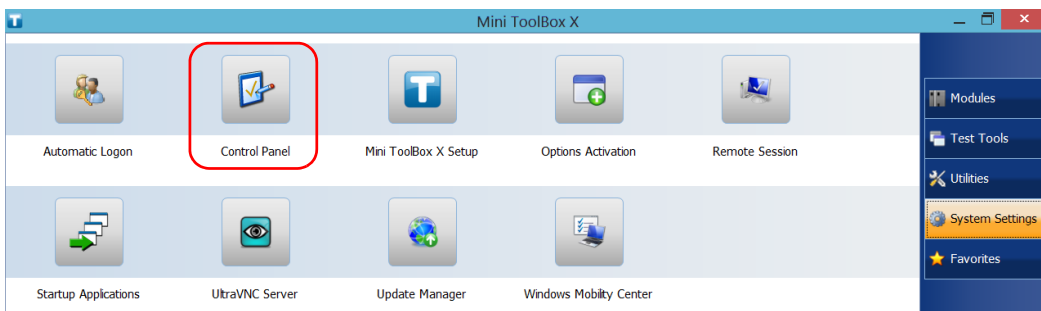 Mini ToolBox X
Automatic Logon
Control Panel
Mini ToolBox X Setup
Options Activation
Remote Session
Startup Applications
UltraVNC Server
Update Manager
Windows Mobility Center
Modules
Test Tools
Utilities
System Settings
Favorites